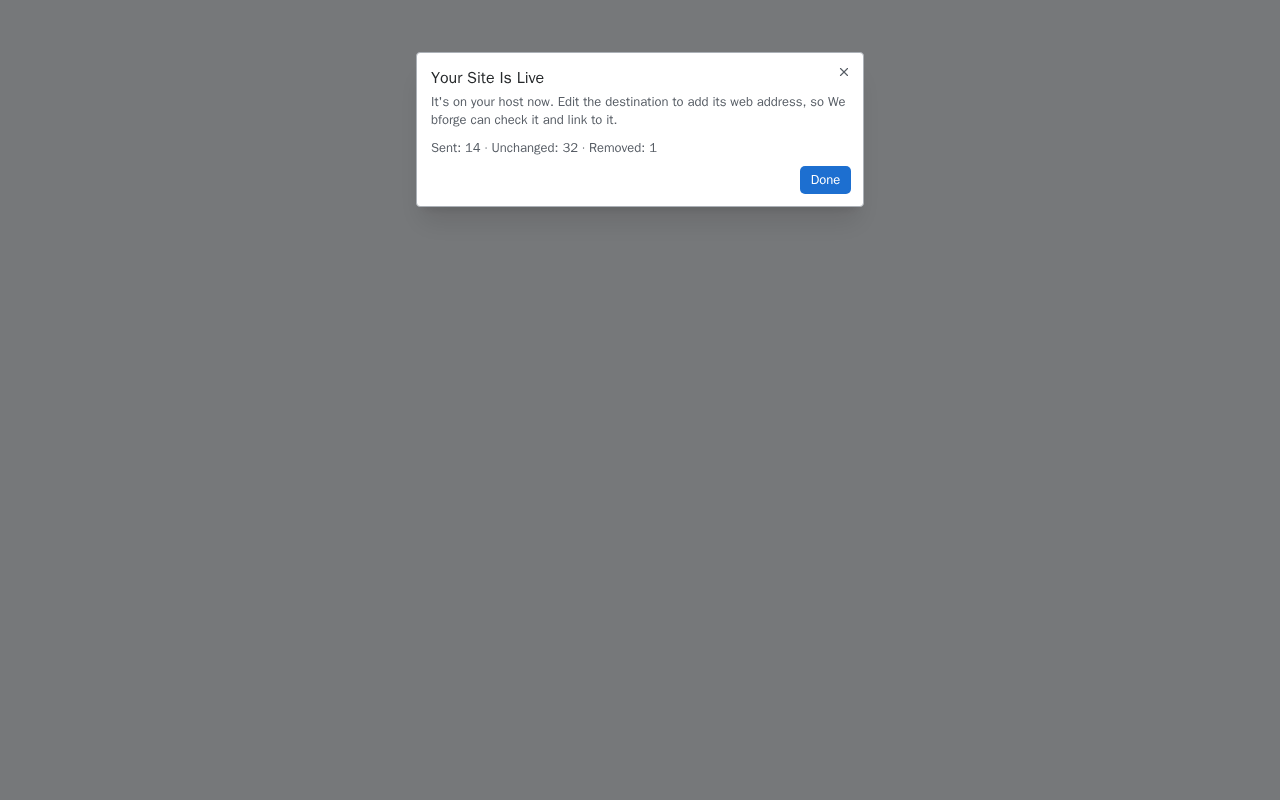 Your Site Is Live
It's on your host now. Edit the destination to add its web address, so We
bforge can check it and link to it.
Sent: 14 · Unchanged: 32 · Removed: 1
Done